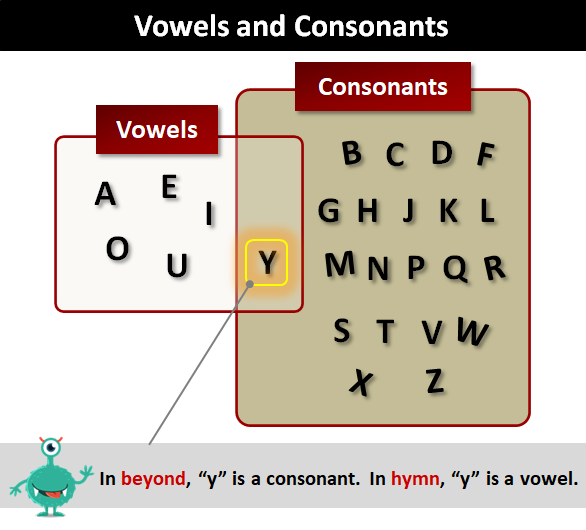 Vowels and Consonants
Consonants
Vowels
A E I
O U
Y
B C D F
G H J K L
M N P Q R
S T V W
X Z
In beyond, “y” is a consonant. In hymn, “y” is a vowel.